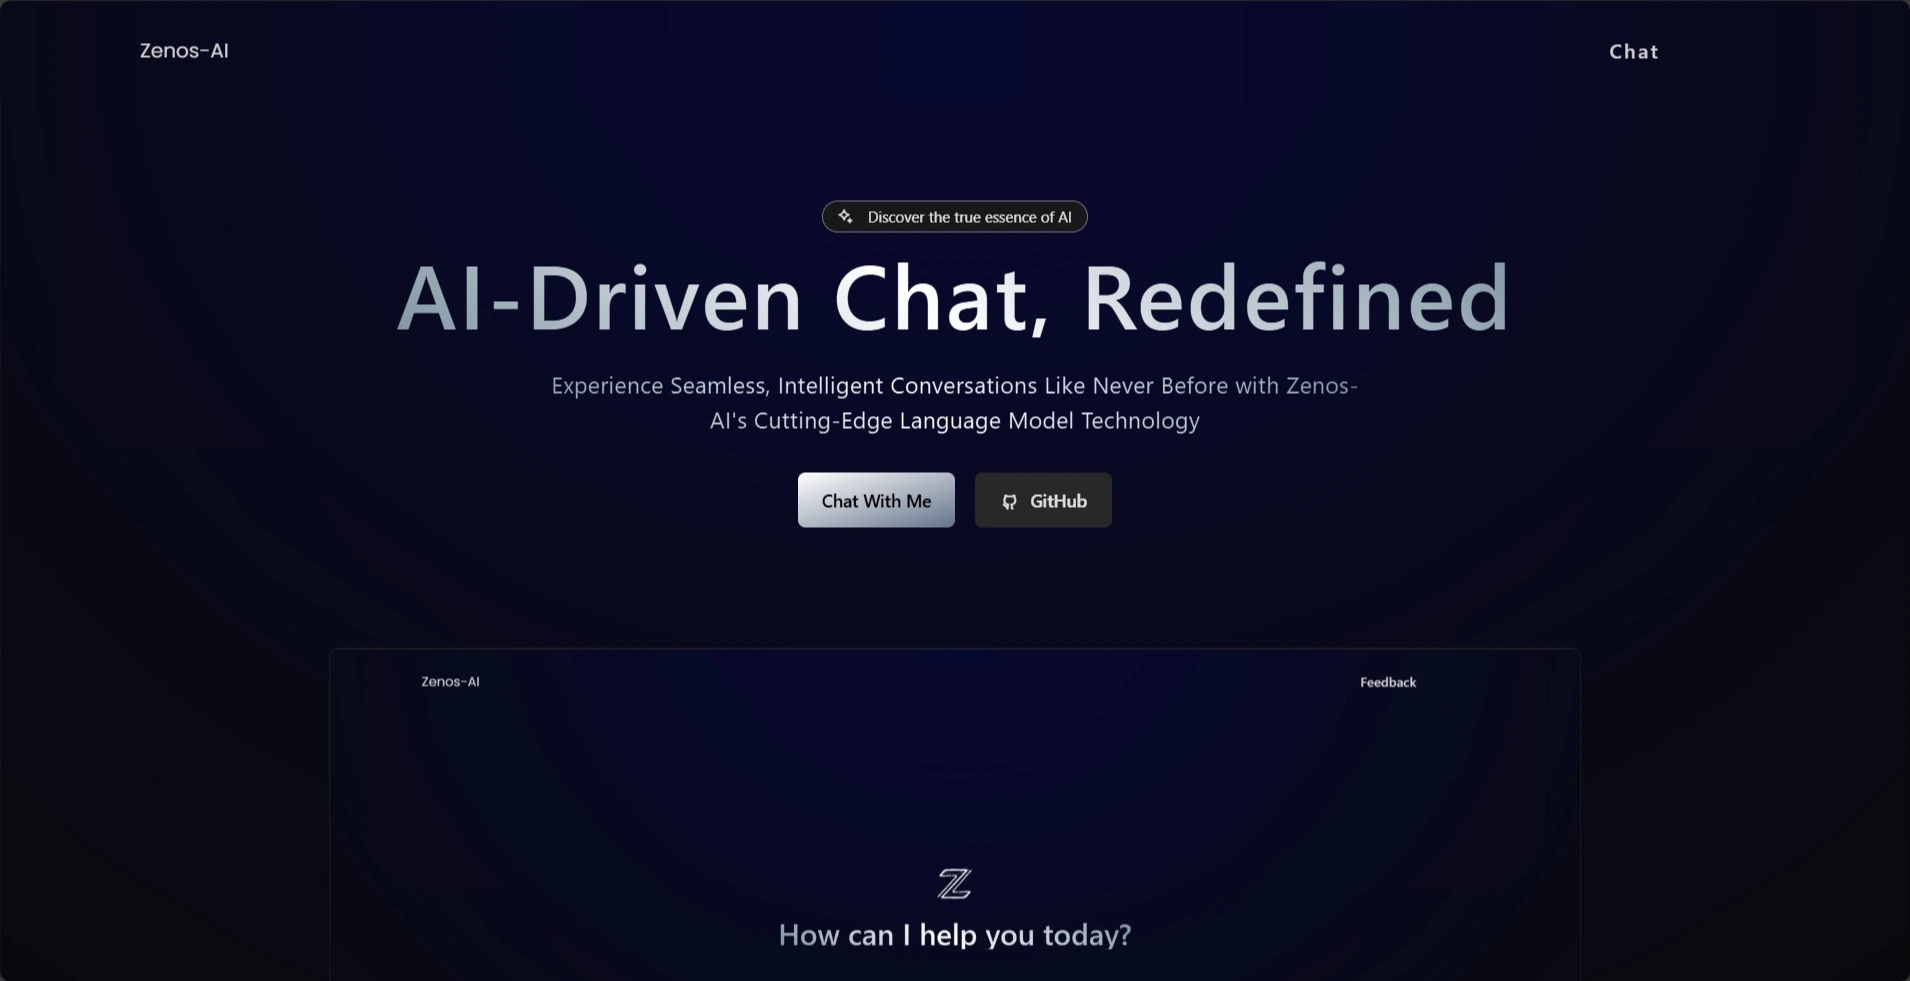 Zenos-AI
Chat
Discover the true essence of AI
AI-Driven Chat, Redefined
Experience Seamless, Intelligent Conversations Like Never Before with Zenos-
AI's Cutting-Edge Language Model Technology
Chat With Me
GitHub
Zenos-AI
Feedback
How can I help you today?